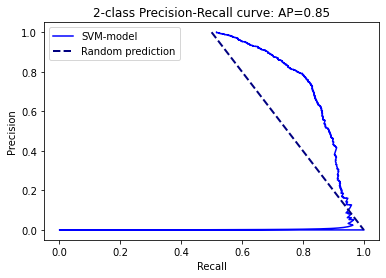 2-class Precision-Recall curve: AP=0.85
SVM-model
Random prediction
Precision
1.0
0.8
0.6
0.4
0.2
0.0
0.0 0.2 0.4 0.6 0.8 1.0
Recall